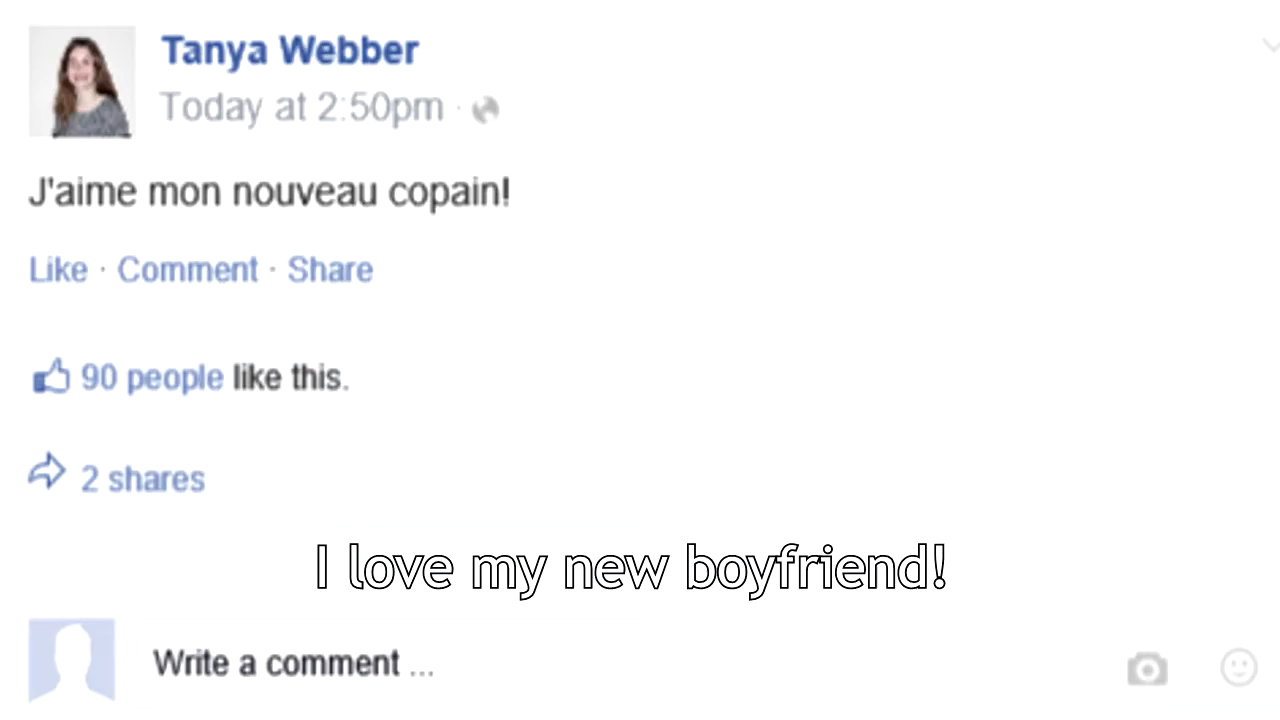 Tanya Webber
Today at 2:50pm ·
J'aime mon nouveau copain!
Like · Comment · Share
90 people like this.
2 shares
I love my new boyfriend!
Write a comment ...